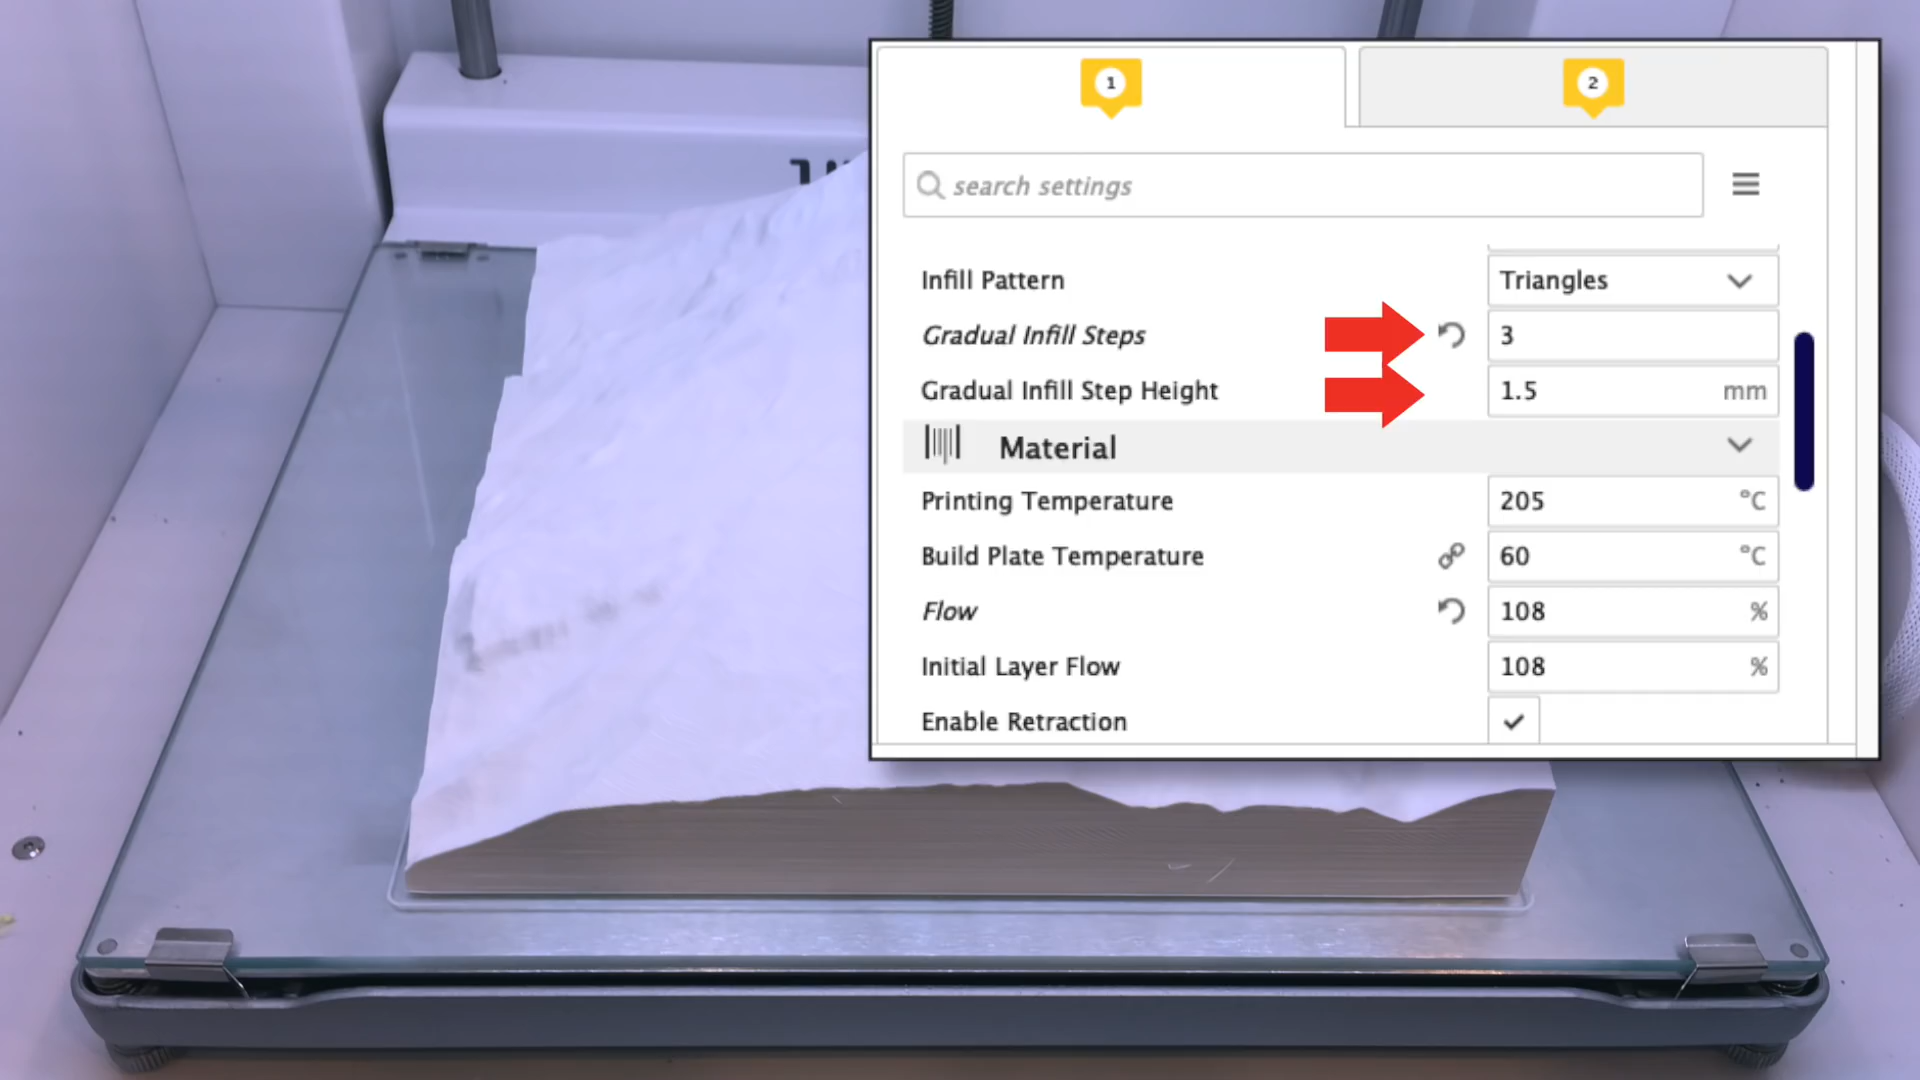 1
2
search settings
Infill Pattern Triangles
Gradual Infill Steps 3
Gradual Infill Step Height 1.5 mm
Material
Printing Temperature 205 °C
Build Plate Temperature 60 °C
Flow 108 %
Initial Layer Flow 108 %
Enable Retraction